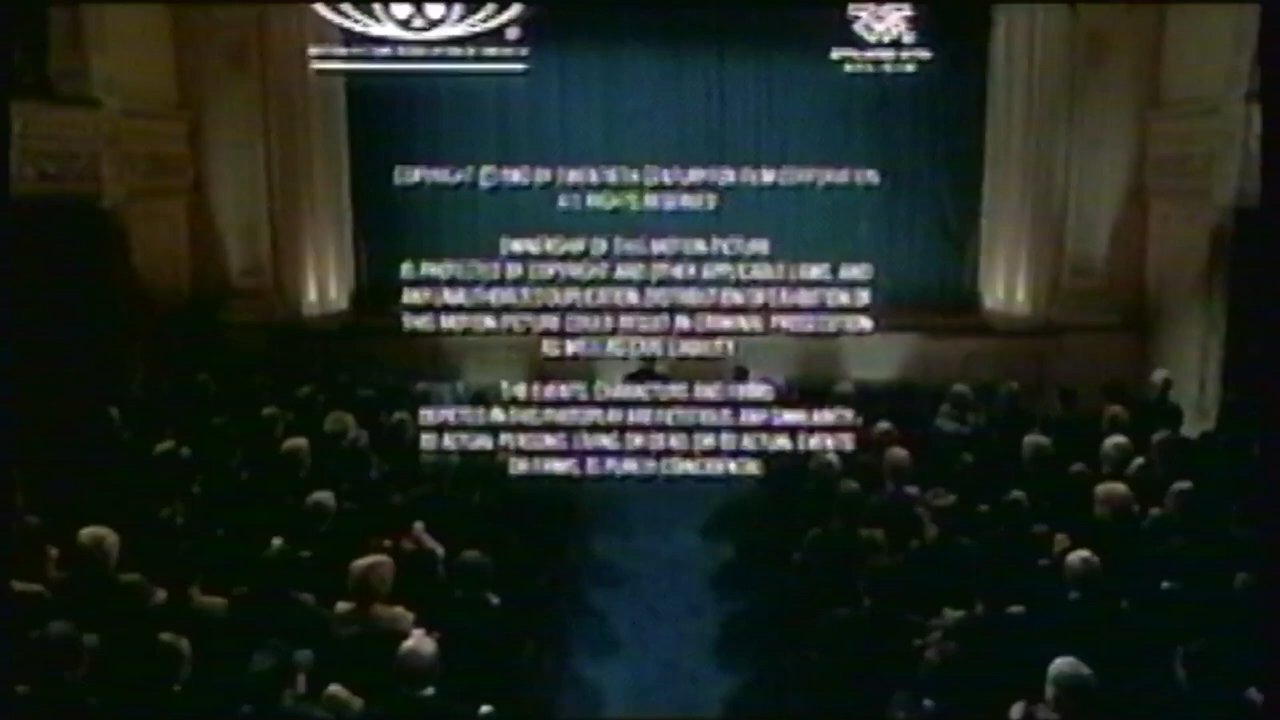 COPYRIGHT © BY TWENTIETH CENTURY FOX FILM CORPORATION
ALL RIGHTS RESERVED
OWNERSHIP OF THIS MOTION PICTURE
IS PROTECTED BY COPYRIGHT AND OTHER APPLICABLE LAWS, AND
ANY UNAUTHORIZED DUPLICATION, DISTRIBUTION OR EXHIBITION OF
THIS MOTION PICTURE COULD RESULT IN CRIMINAL PROSECUTION
AS WELL AS CIVIL LIABILITY
THE EVENTS, CHARACTERS AND FIRMS
DEPICTED IN THIS PHOTOPLAY ARE FICTITIOUS. ANY SIMILARITY
TO ACTUAL PERSONS, LIVING OR DEAD, OR TO ACTUAL EVENTS
OR FIRMS, IS PURELY COINCIDENTAL